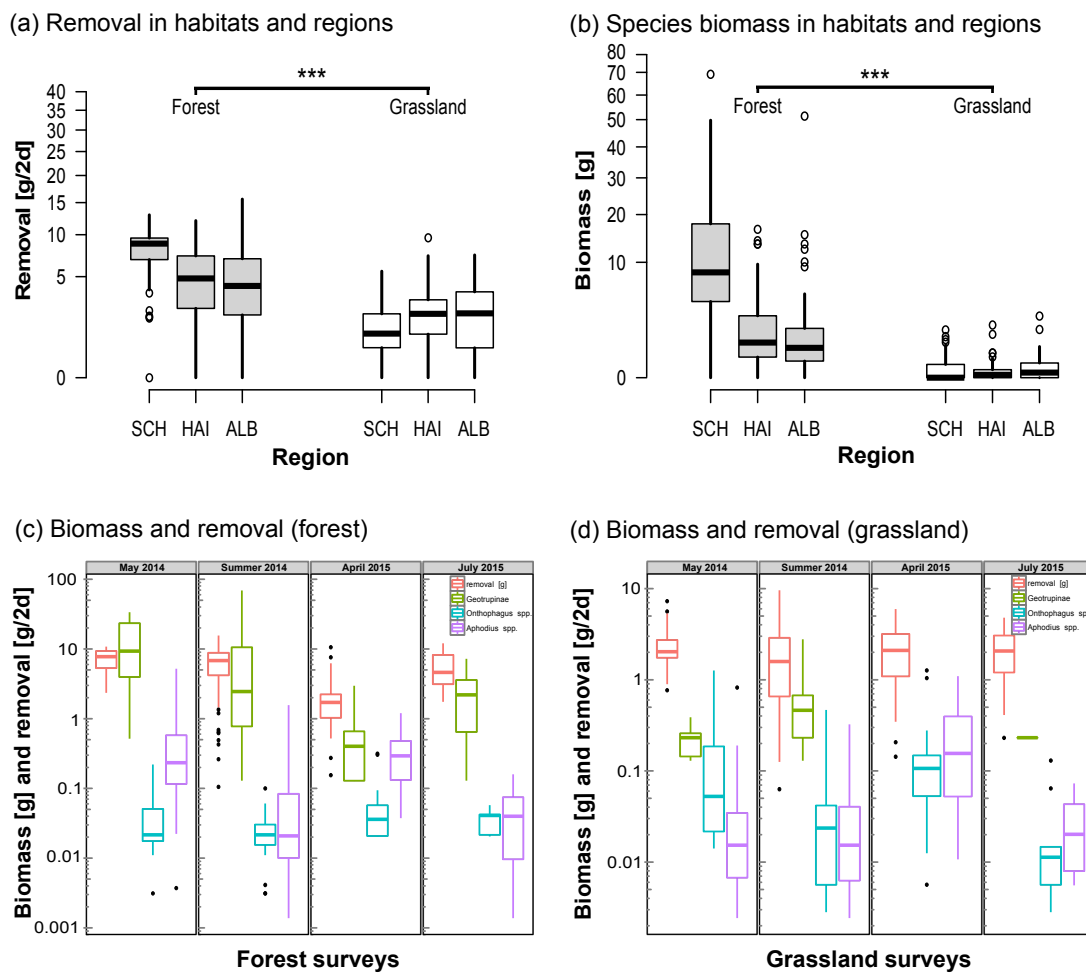 (a) Removal in habitats and regions
***
Forest
Grassland
Removal [g/2d]
40
35
30
25
20
15
10
5
0
SCH HAI ALB
SCH HAI ALB
Region
(b) Species biomass in habitats and regions
***
Forest
Grassland
Biomass [g]
80
70
60
50
40
30
20
10
0
SCH HAI ALB
SCH HAI ALB
Region
(c) Biomass and removal (forest)
May 2014
Summer 2014
April 2015
July 2015
removal [g]
Geotrupinae
Onthophagus spp.
Aphodius spp.
Biomass [g] and removal [g/2d]
100
10
1
0.1
0.01
0.001
Forest surveys
(d) Biomass and removal (grassland)
May 2014
Summer 2014
April 2015
July 2015
removal [g]
Geotrupinae
Onthophagus spp.
Aphodius spp.
Biomass [g] and removal [g/2d]
10
1
0.1
0.01
Grassland surveys